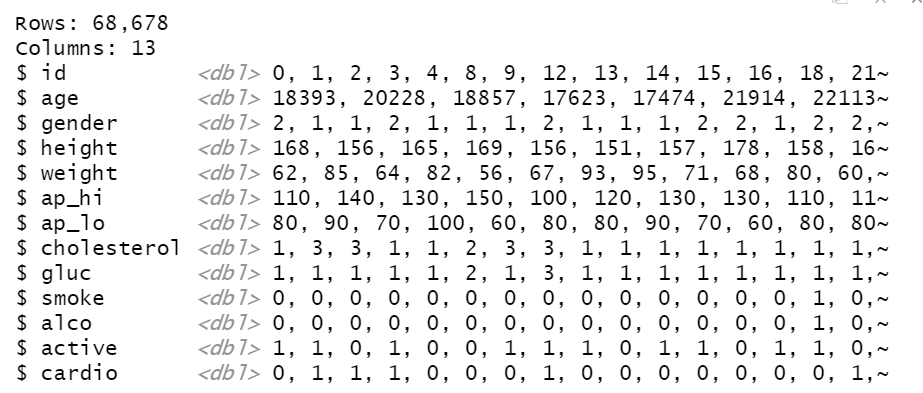 Rows: 68,678
Columns: 13
$ id          <dbl> 0, 1, 2, 3, 4, 8, 9, 12, 13, 14, 15, 16, 18, 21~
$ age         <dbl> 18393, 20228, 18857, 17623, 17474, 21914, 22113~
$ gender      <dbl> 2, 1, 1, 2, 1, 1, 1, 2, 1, 1, 1, 2, 2, 1, 2, 2,~
$ height      <dbl> 168, 156, 165, 169, 156, 151, 157, 178, 158, 16~
$ weight      <dbl> 62, 85, 64, 82, 56, 67, 93, 95, 71, 68, 80, 60,~
$ ap_hi       <dbl> 110, 140, 130, 150, 100, 120, 130, 130, 110, 11~
$ ap_lo       <dbl> 80, 90, 70, 100, 60, 80, 80, 90, 70, 60, 80, 80~
$ cholesterol <dbl> 1, 3, 3, 1, 1, 2, 3, 3, 1, 1, 1, 1, 1, 1, 1, 1,~
$ gluc        <dbl> 1, 1, 1, 1, 1, 2, 1, 3, 1, 1, 1, 1, 1, 1, 1, 1,~
$ smoke       <dbl> 0, 0, 0, 0, 0, 0, 0, 0, 0, 0, 0, 0, 0, 0, 1, 0,~
$ alco        <dbl> 0, 0, 0, 0, 0, 0, 0, 0, 0, 0, 0, 0, 0, 0, 1, 0,~
$ active      <dbl> 1, 1, 0, 1, 0, 0, 1, 1, 1, 0, 1, 1, 0, 1, 1, 0,~
$ cardio      <dbl> 0, 1, 1, 1, 0, 0, 0, 1, 0, 0, 0, 0, 0, 0, 0, 1,~